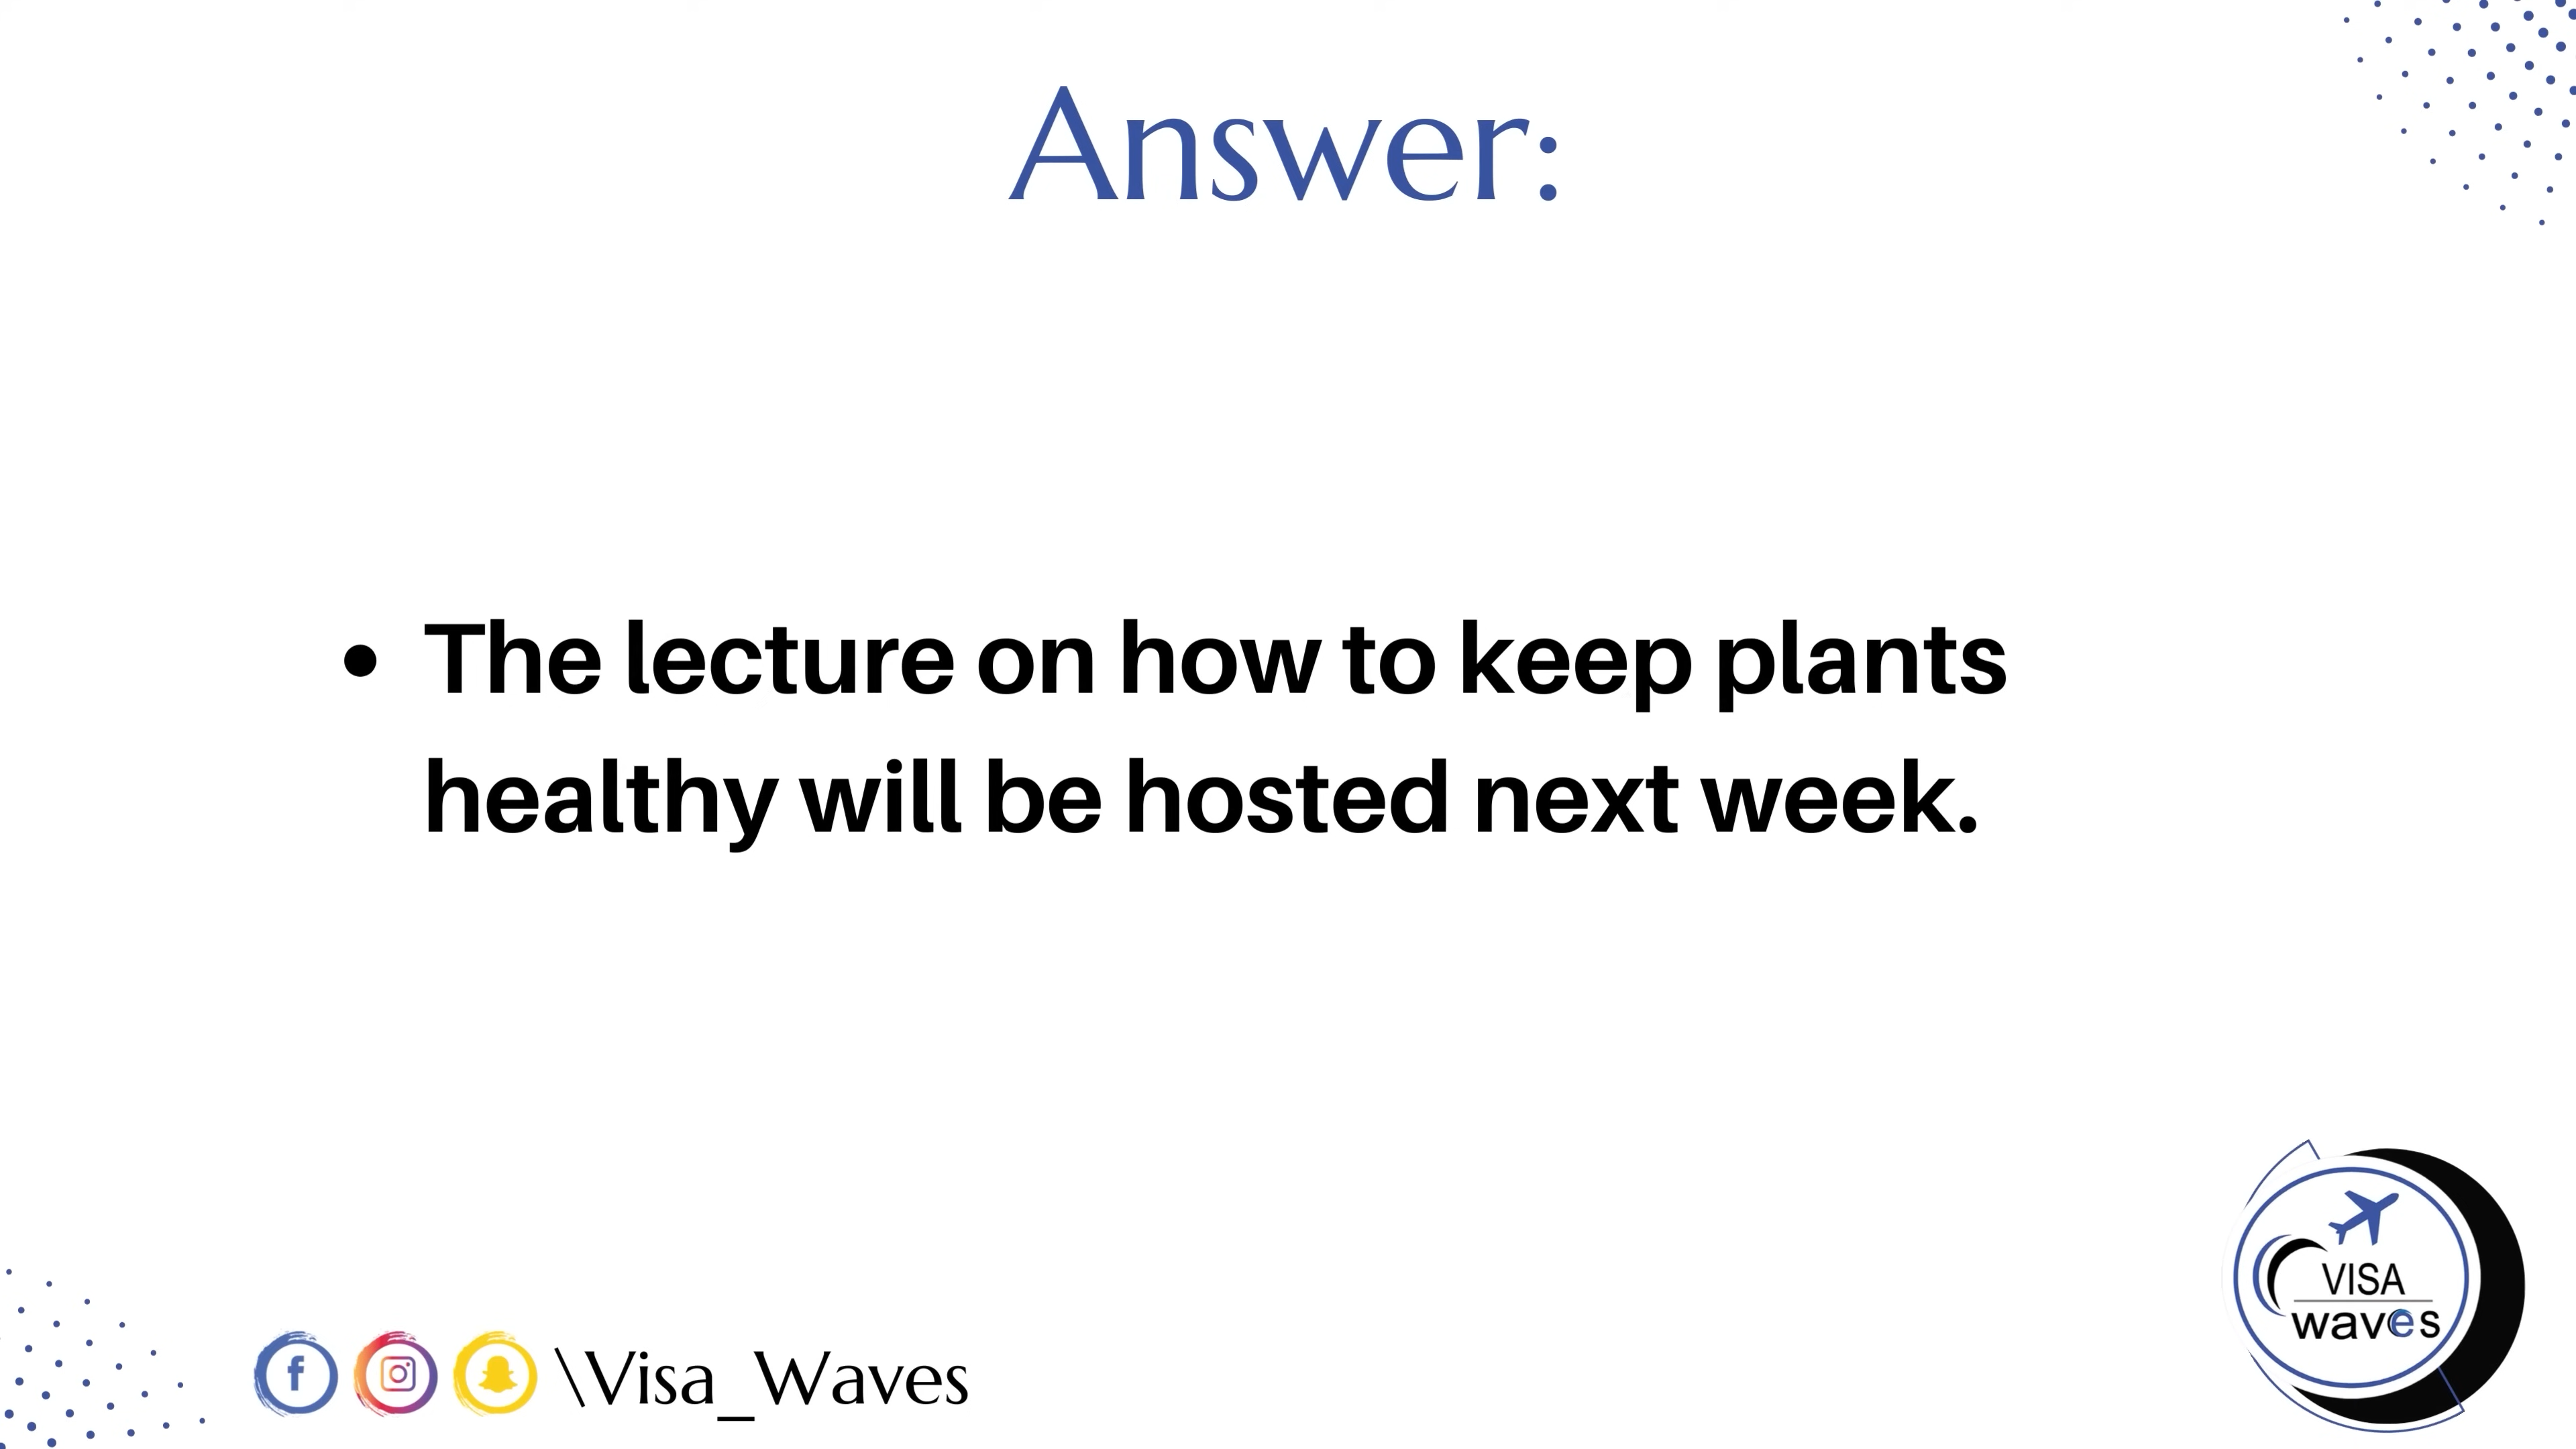 Answer:
• The lecture on how to keep plants
healthy will be hosted next week.
VISA
waves
\Visa_Waves